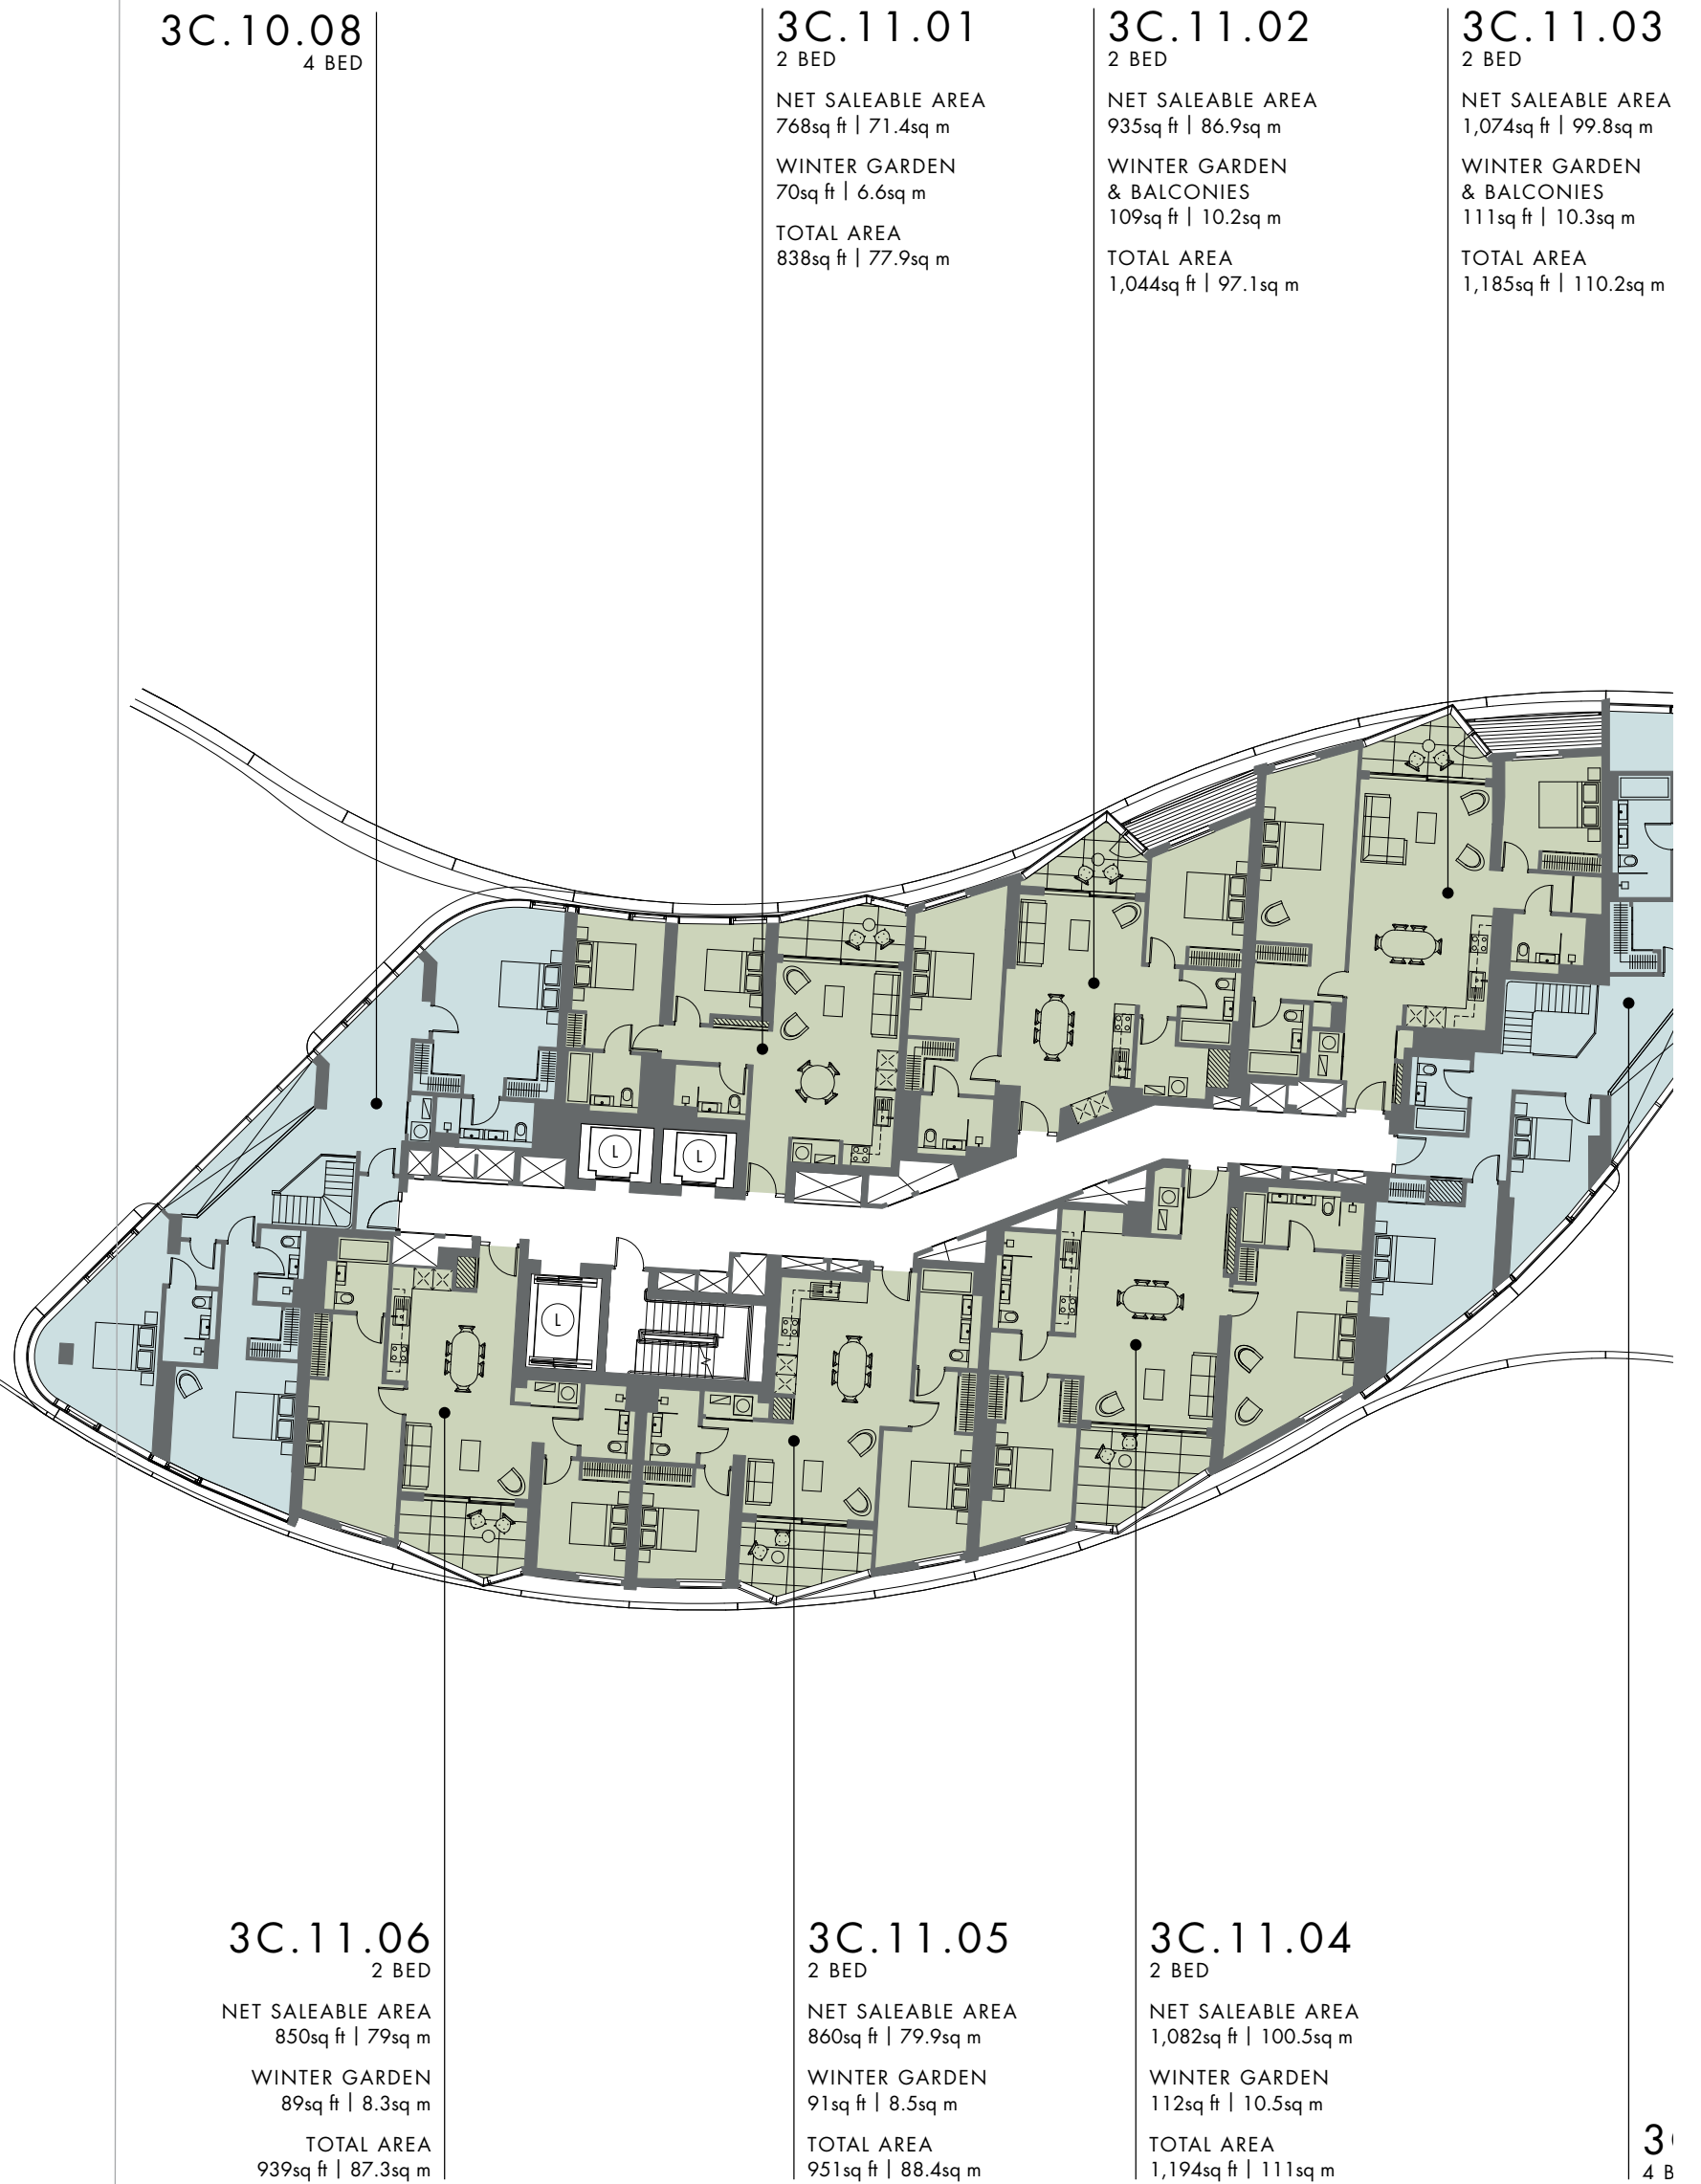 3C.10.08
4 BED
3C.11.01
2 BED
NET SALEABLE AREA
768sq ft | 71.4sq m
WINTER GARDEN
70sq ft | 6.6sq m
TOTAL AREA
838sq ft | 77.9sq m
3C.11.02
2 BED
NET SALEABLE AREA
935sq ft | 86.9sq m
WINTER GARDEN
& BALCONIES
109sq ft | 10.2sq m
TOTAL AREA
1,044sq ft | 97.1sq m
3C.11.03
2 BED
NET SALEABLE AREA
1,074sq ft | 99.8sq m
WINTER GARDEN
& BALCONIES
111sq ft | 10.3sq m
TOTAL AREA
1,185sq ft | 110.2sq m
L
L
L
3C.11.06
2 BED
NET SALEABLE AREA
850sq ft | 79sq m
WINTER GARDEN
89sq ft | 8.3sq m
TOTAL AREA
939sq ft | 87.3sq m
3C.11.05
2 BED
NET SALEABLE AREA
860sq ft | 79.9sq m
WINTER GARDEN
91sq ft | 8.5sq m
TOTAL AREA
951sq ft | 88.4sq m
3C.11.04
2 BED
NET SALEABLE AREA
1,082sq ft | 100.5sq m
WINTER GARDEN
112sq ft | 10.5sq m
TOTAL AREA
1,194sq ft | 111sq m
3
4 B